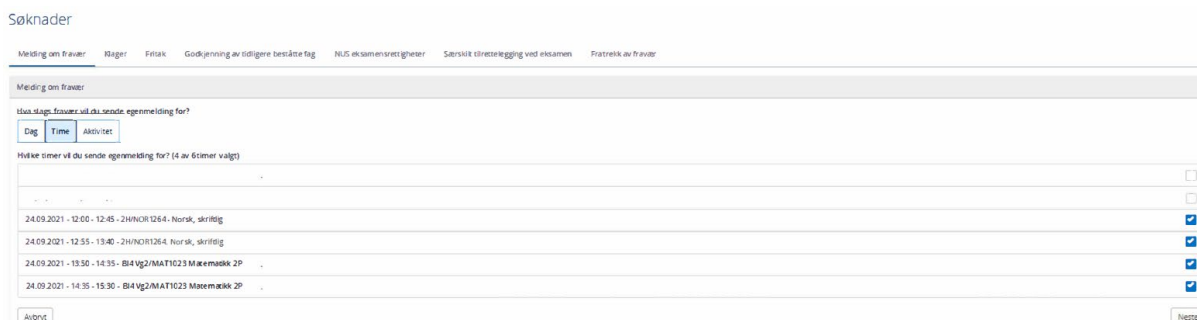 Søknader
Melding om fravær Klager Fritak Godkjenning av tidligere beståtte fag NUS eksamensrettigheter Særskilt tilrettelegging ved eksamen Fratrekk av fravær
Melding om fravær
Hva slags fravær vil du sende egenmelding for?
Dag Time Aktivitet
Hvilke timer vil du sende egenmelding for? (4 av 6 timer valgt)
24.09.2021 - 12:00 - 12:45 - 2H/NOR1264 - Norsk, skriftlig
24.09.2021 - 12:55 - 13:40 - 2H/NOR1264. Norsk, skriftlig
24.09.2021 - 13:50 - 14:35 - BI4 Vg2/MAT1023 Matematikk 2P
24.09.2021 - 14:35 - 15:30 - BI4 Vg2/MAT1023 Matematikk 2P
Avbryt Neste